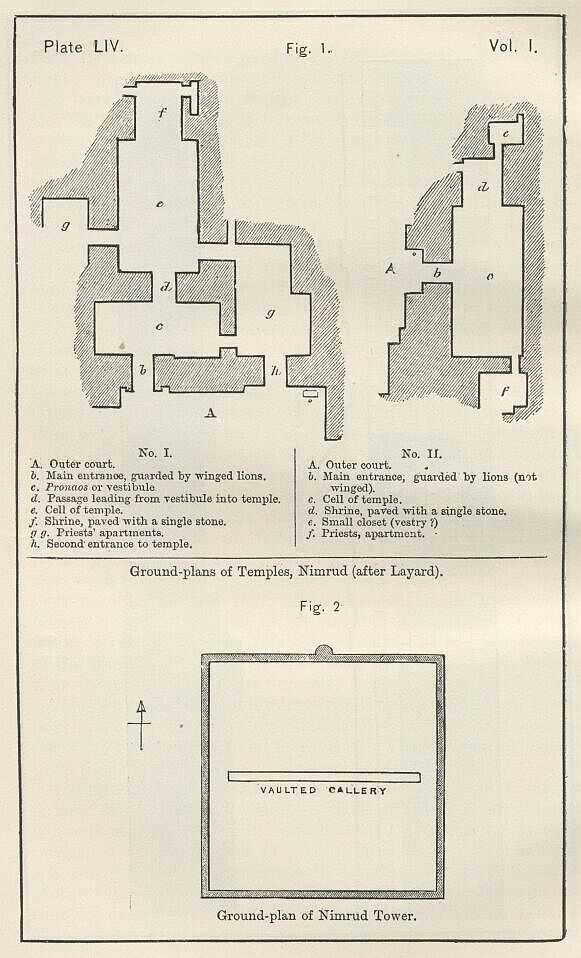 Plate LIV. Fig. 1. Vol. I.
f
e
g
d
c
g
b
h
A
e
d
A
b
c
f
No. I.
A. Outer court.
b. Main entrance, guarded by winged lions.
c. Pronaos or vestibule
d. Passage leading from vestibule into temple.
e. Cell of temple.
f. Shrine, paved with a single stone.
g g. Priests' apartments.
h. Second entrance to temple.
No. II.
A. Outer court.
b. Main entrance, guarded by lions (not
winged).
c. Cell of temple.
d. Shrine, paved with a single stone.
e. Small closet (vestry ?)
f. Priests, apartment.
Ground-plans of Temples, Nimrud (after Layard).
Fig. 2
VAULTED GALLERY
Ground-plan of Nimrud Tower.